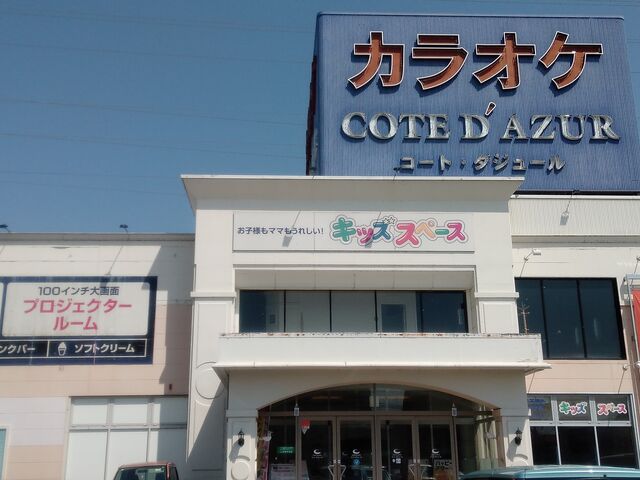 カラオケ
COTE D'AZUR
コート・ダジュール
お子様もママもうれしい!
キッズスペース
100インチ大画面
プロジェクター
ルーム
ンクバー
ソフトクリーム
キッズ スペース